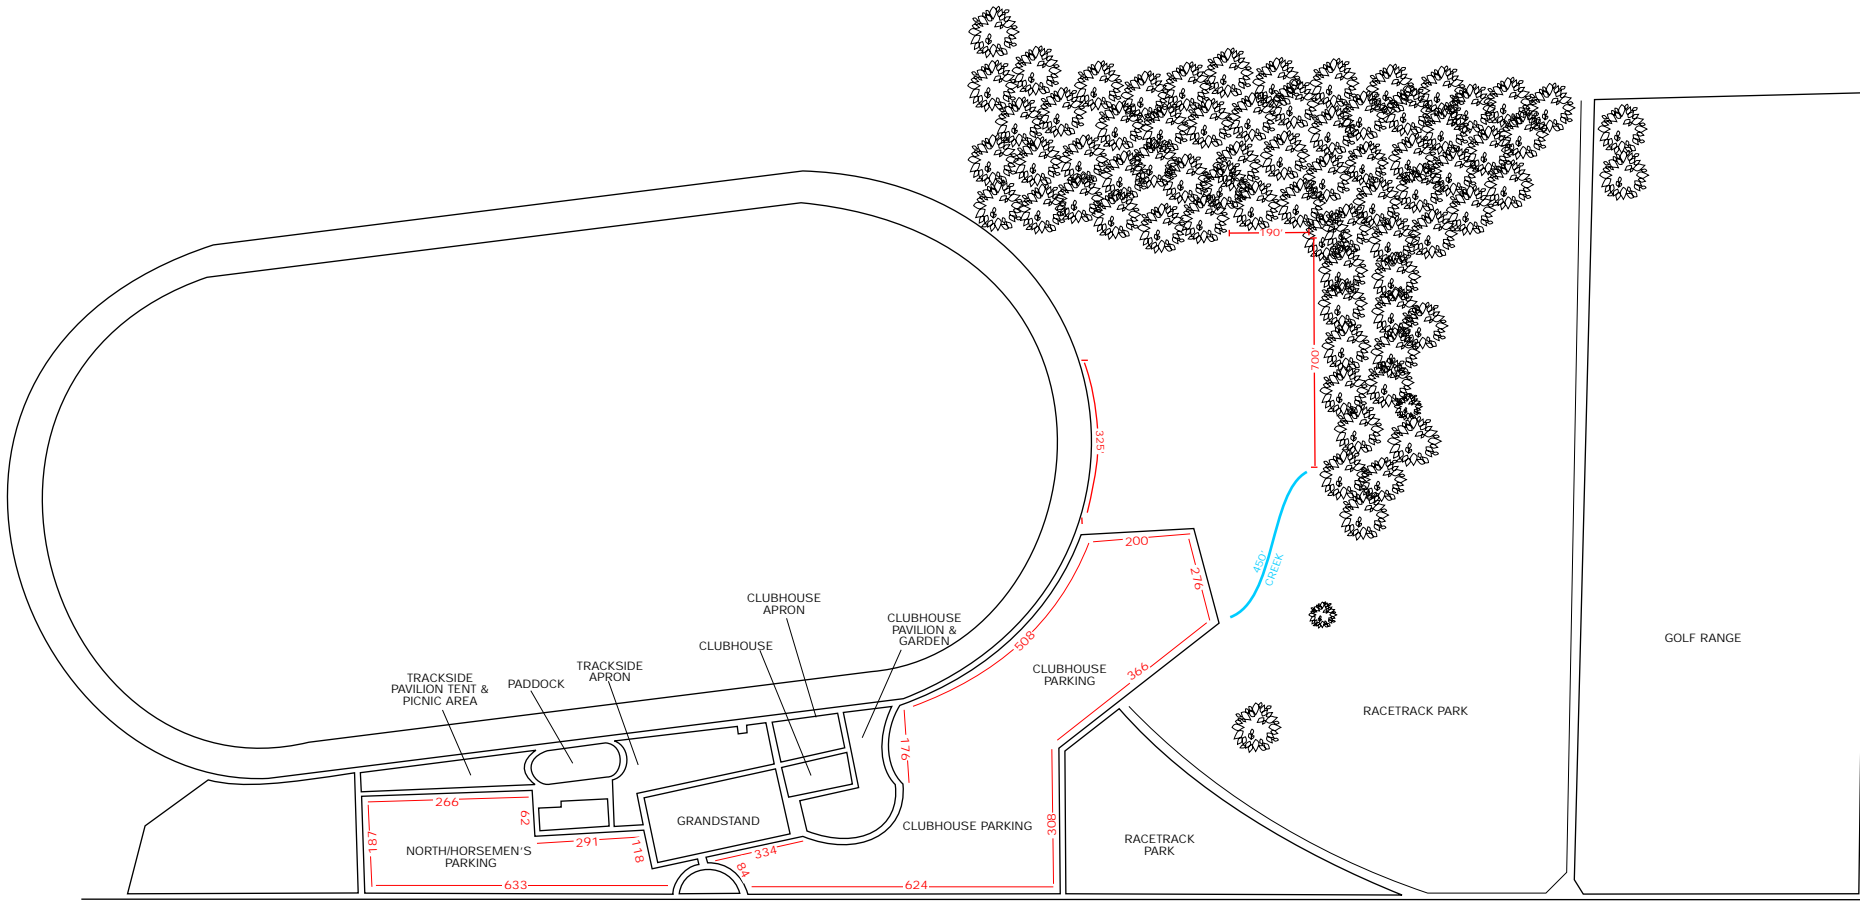 190'
700'
325'
200
276
450'
CREEK
508
366
CLUBHOUSE
APRON
CLUBHOUSE
PAVILION &
GARDEN
CLUBHOUSE
CLUBHOUSE
PARKING
GOLF RANGE
TRACKSIDE
PAVILION TENT &
PICNIC AREA
PADDOCK
TRACKSIDE
APRON
RACETRACK PARK
176
266
62
187
291
118
GRANDSTAND
CLUBHOUSE PARKING
308
RACETRACK
PARK
NORTH/HORSEMEN'S
PARKING
334
84
633
624